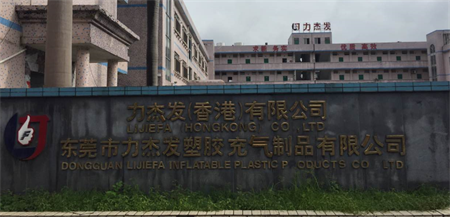 力杰发
力杰发(香港)有限公司
LIJIEFA (HONGKONG) CO LTD
东莞市力杰发塑胶充气制品有限公司
DONGGUAN LIJIEFA INFLATABLE PLASTIC P ODUCTS CO LTD